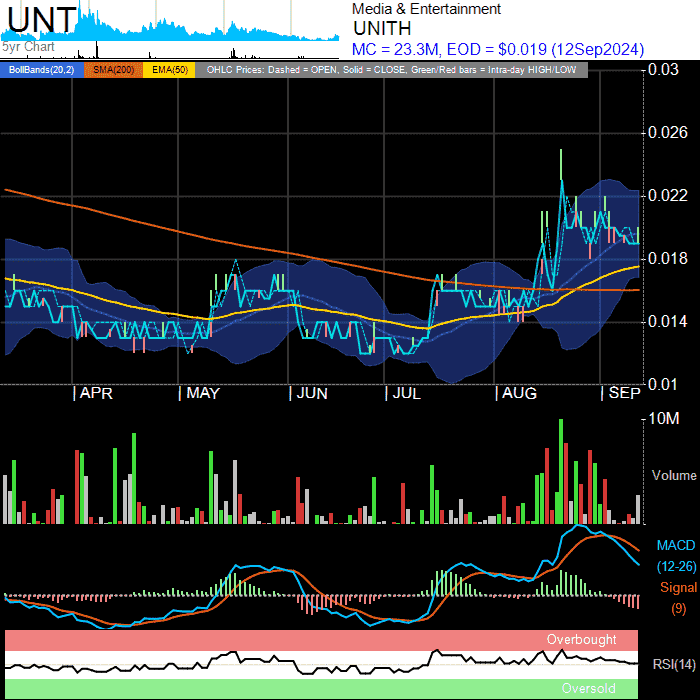 UNT
Media & Entertainment
UNITH
5yr Chart
MC = 23.3M, EOD = $0.019 (12Sep2024)
BollBands(20,2) SMA(200) EMA(50) OHLC Prices: Dashed = OPEN, Solid = CLOSE, Green/Red bars = Intra-day HIGH/LOW
0.03
0.026
0.022
0.018
0.014
0.01
APR MAY JUN JUL AUG SEP
10M
Volume
MACD
(12-26)
Signal
(9)
Overbought
RSI(14)
Oversold